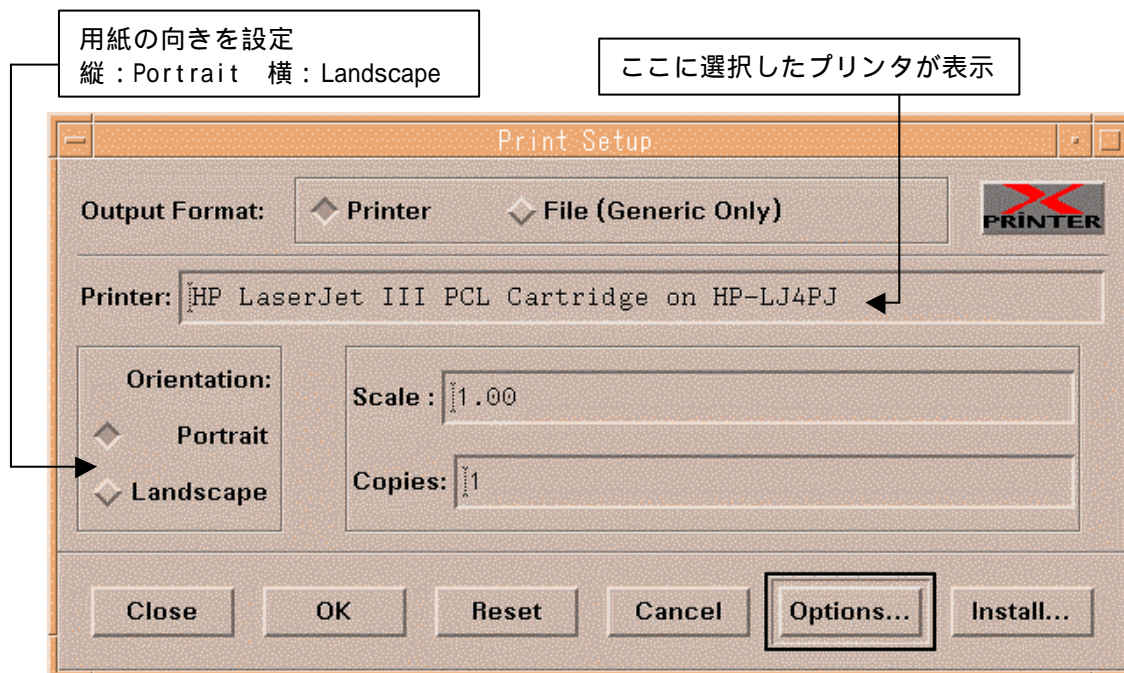 用紙の向きを設定
縦：Portrait　横：Landscape
ここに選択したプリンタが表示
Print Setup
Output Format: Printer File (Generic Only)
PRINTER
Printer: HP LaserJet III PCL Cartridge on HP-LJ4PJ
Orientation:
Portrait
Landscape
Scale : 1.00
Copies: 1
Close OK Reset Cancel Options... Install...